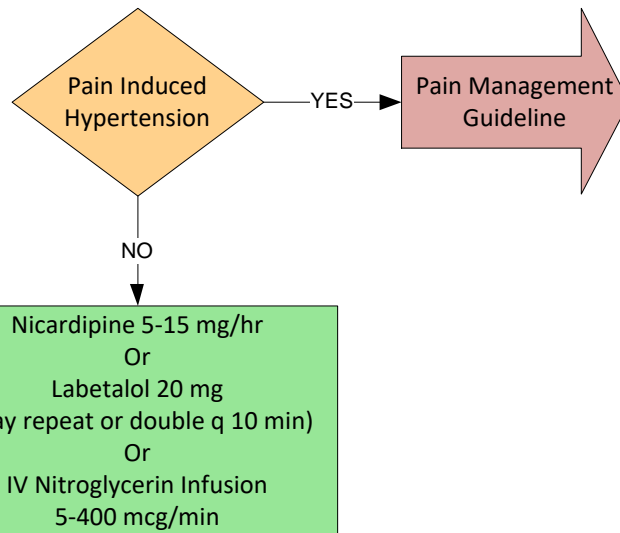 Pain Induced
Hypertension
YES
Pain Management
Guideline
NO
Nicardipine 5-15 mg/hr
Or
Labetalol 20 mg
repeat or double q 10 min)
Or
IV Nitroglycerin Infusion
5-400 mcg/min